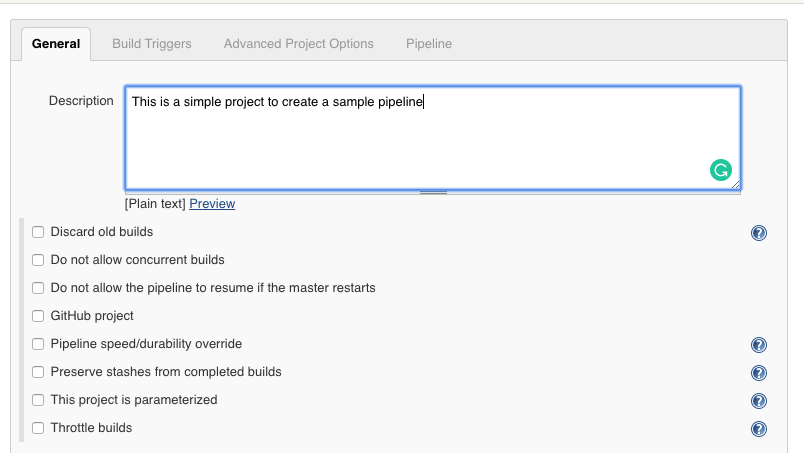 General Build Triggers Advanced Project Options Pipeline
Description
This is a simple project to create a sample pipeline
[Plain text] Preview
Discard old builds
Do not allow concurrent builds
Do not allow the pipeline to resume if the master restarts
GitHub project
Pipeline speed/durability override
Preserve stashes from completed builds
This project is parameterized
Throttle builds